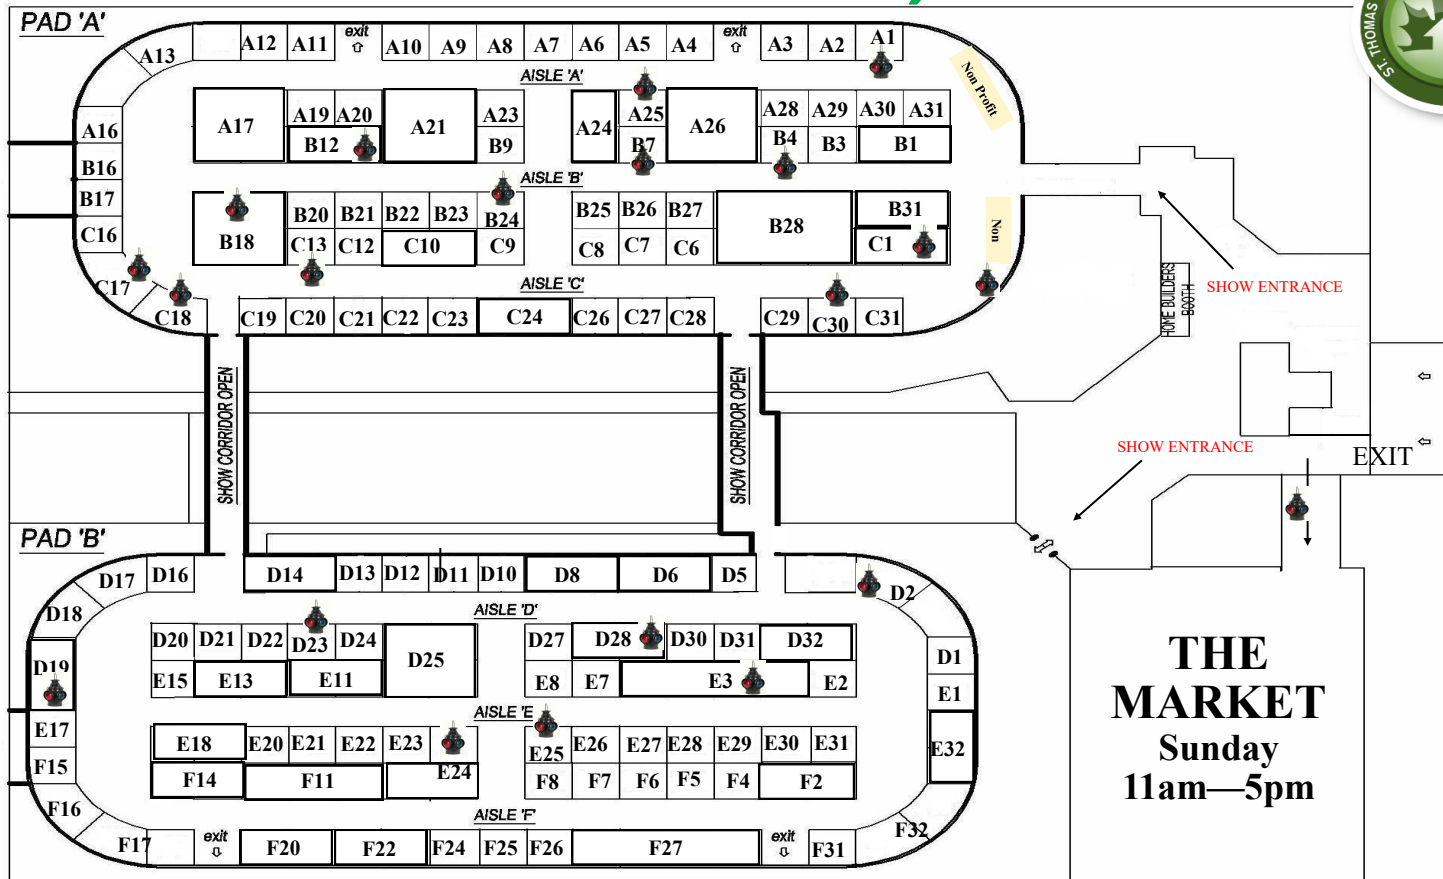 PAD 'A'
ST. THOMAS
A13
A12
A11
exit
A10
A9
A8
A7
A6
A5
A4
exit
A3
A2
A1
AISLE 'A'
Non Profit
A16
A17
A19
A20
A21
A23
A24
A25
A26
A28
A29
A30
A31
B12
B9
B7
B4
B3
B1
B16
AISLE 'B'
B17
B18
B20
B21
B22
B23
B24
B25
B26
B27
B28
B31
Non
C16
C13
C12
C10
C9
C8
C7
C6
C1
AISLE 'C'
C17
C18
C19
C20
C21
C22
C23
C24
C26
C27
C28
C29
C30
C31
HOME BUILDERS
BOOTH
SHOW ENTRANCE
SHOW CORRIDOR OPEN
SHOW CORRIDOR OPEN
SHOW ENTRANCE
EXIT
PAD 'B'
D18
D17
D16
D14
D13
D12
D11
D10
D8
D6
D5
D2
AISLE 'D'
D19
D20
D21
D22
D23
D24
D25
D27
D28
D30
D31
D32
D1
E15
E13
E11
E8
E7
E3
E2
E1
AISLE 'E
E17
E18
E20
E21
E22
E23
E24
E25
E26
E27
E28
E29
E30
E31
E32
F15
F14
F11
F8
F7
F6
F5
F4
F2
F16
AISLE 'F'
F17
exit
F20
F22
F24
F25
F26
F27
exit
F31
F32
THE
MARKET
Sunday
11am—5pm